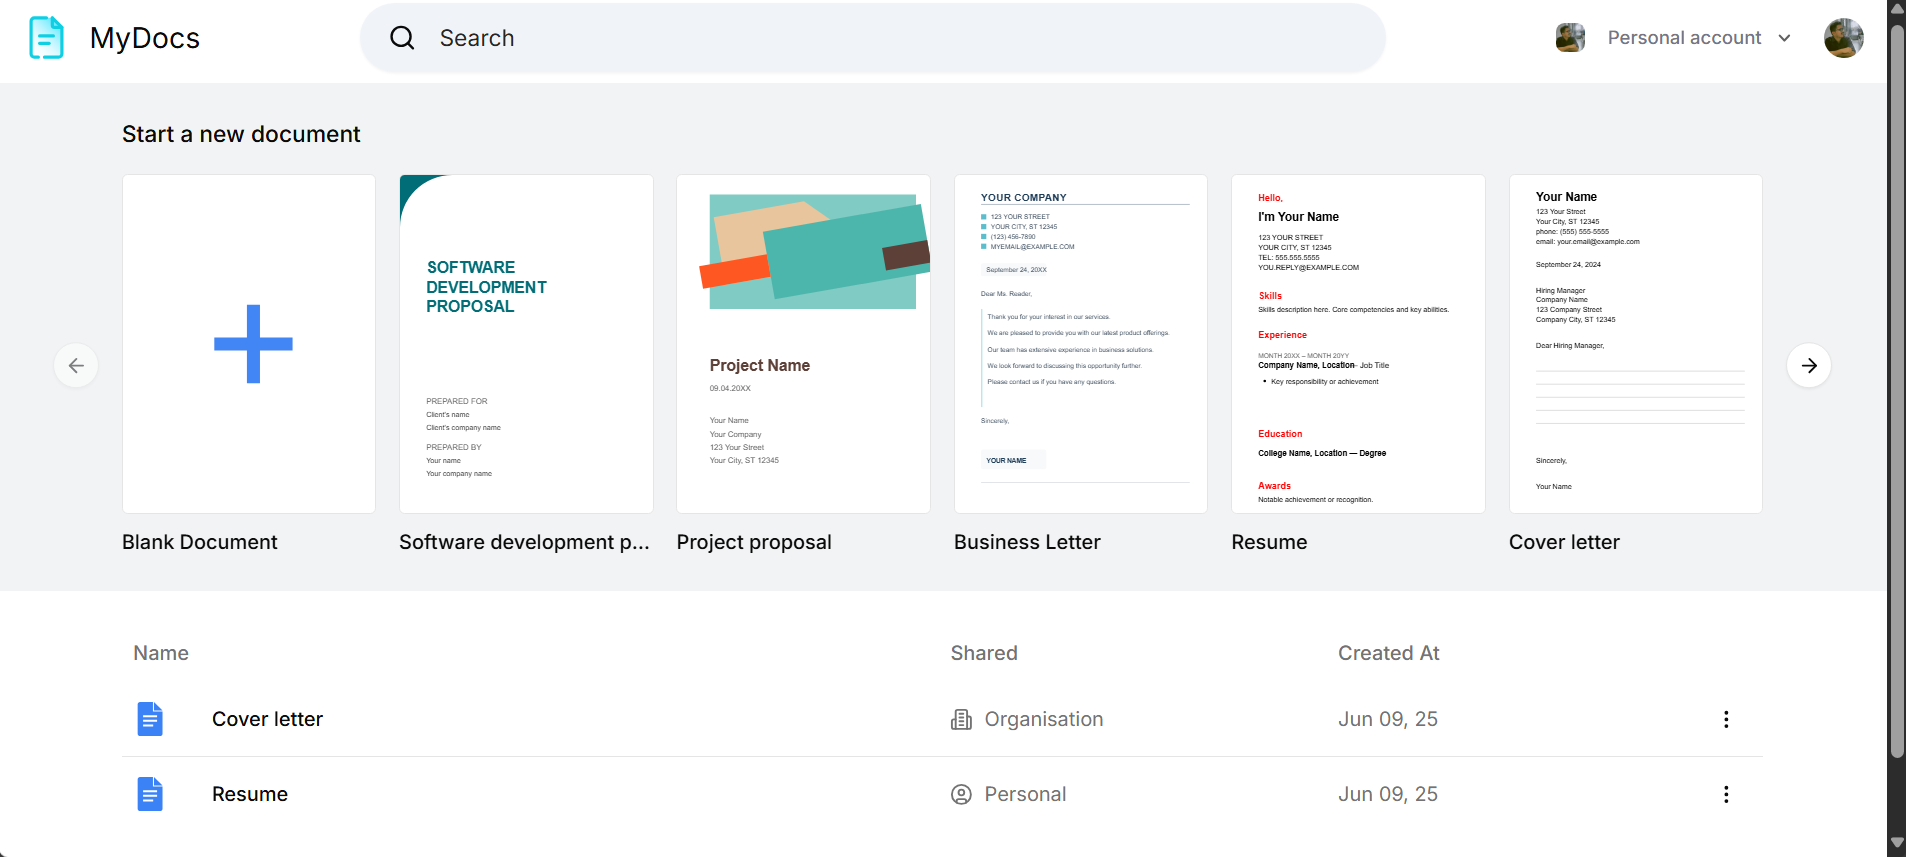 MyDocs
Search
Personal account
Start a new document
SOFTWARE
DEVELOPMENT
PROPOSAL
PREPARED FOR
Client's name
Client's company name
PREPARED BY
Your name
Your company name
Project Name
09.04.20XX
Your Name
Your Company
123 Your Street
Your City, ST 12345
YOUR COMPANY
123 YOUR STREET
YOUR CITY, ST 12345
(123) 456-7890
MYEMAIL@EXAMPLE.COM
September 24, 20XX
Dear Ms. Reader,
Thank you for your interest in our services.
We are pleased to provide you with our latest product offerings.
Our team has extensive experience in business solutions.
We look forward to discussing this opportunity further.
Please contact us if you have any questions.
Sincerely,
YOUR NAME
Hello,
I'm Your Name
123 YOUR STREET
YOUR CITY, ST 12345
TEL: 555.555.5555
YOU.REPLY@EXAMPLE.COM
Skills
Skills description here. Core competencies and key abilities.
Experience
MONTH 20XX – MONTH 20YY
Company Name, Location – Job Title
• Key responsibility or achievement
Education
College Name, Location — Degree
Awards
Notable achievement or recognition.
Your Name
123 Your Street
Your City, ST 12345
phone: (555) 555-5555
email: your.email@example.com
September 24, 2024
Hiring Manager
Company Name
123 Company Street
Company City, ST 12345
Dear Hiring Manager,
Sincerely,
Your Name
Blank Document
Software development p...
Project proposal
Business Letter
Resume
Cover letter
Name Shared Created At
Cover letter Organisation Jun 09, 25
Resume Personal Jun 09, 25